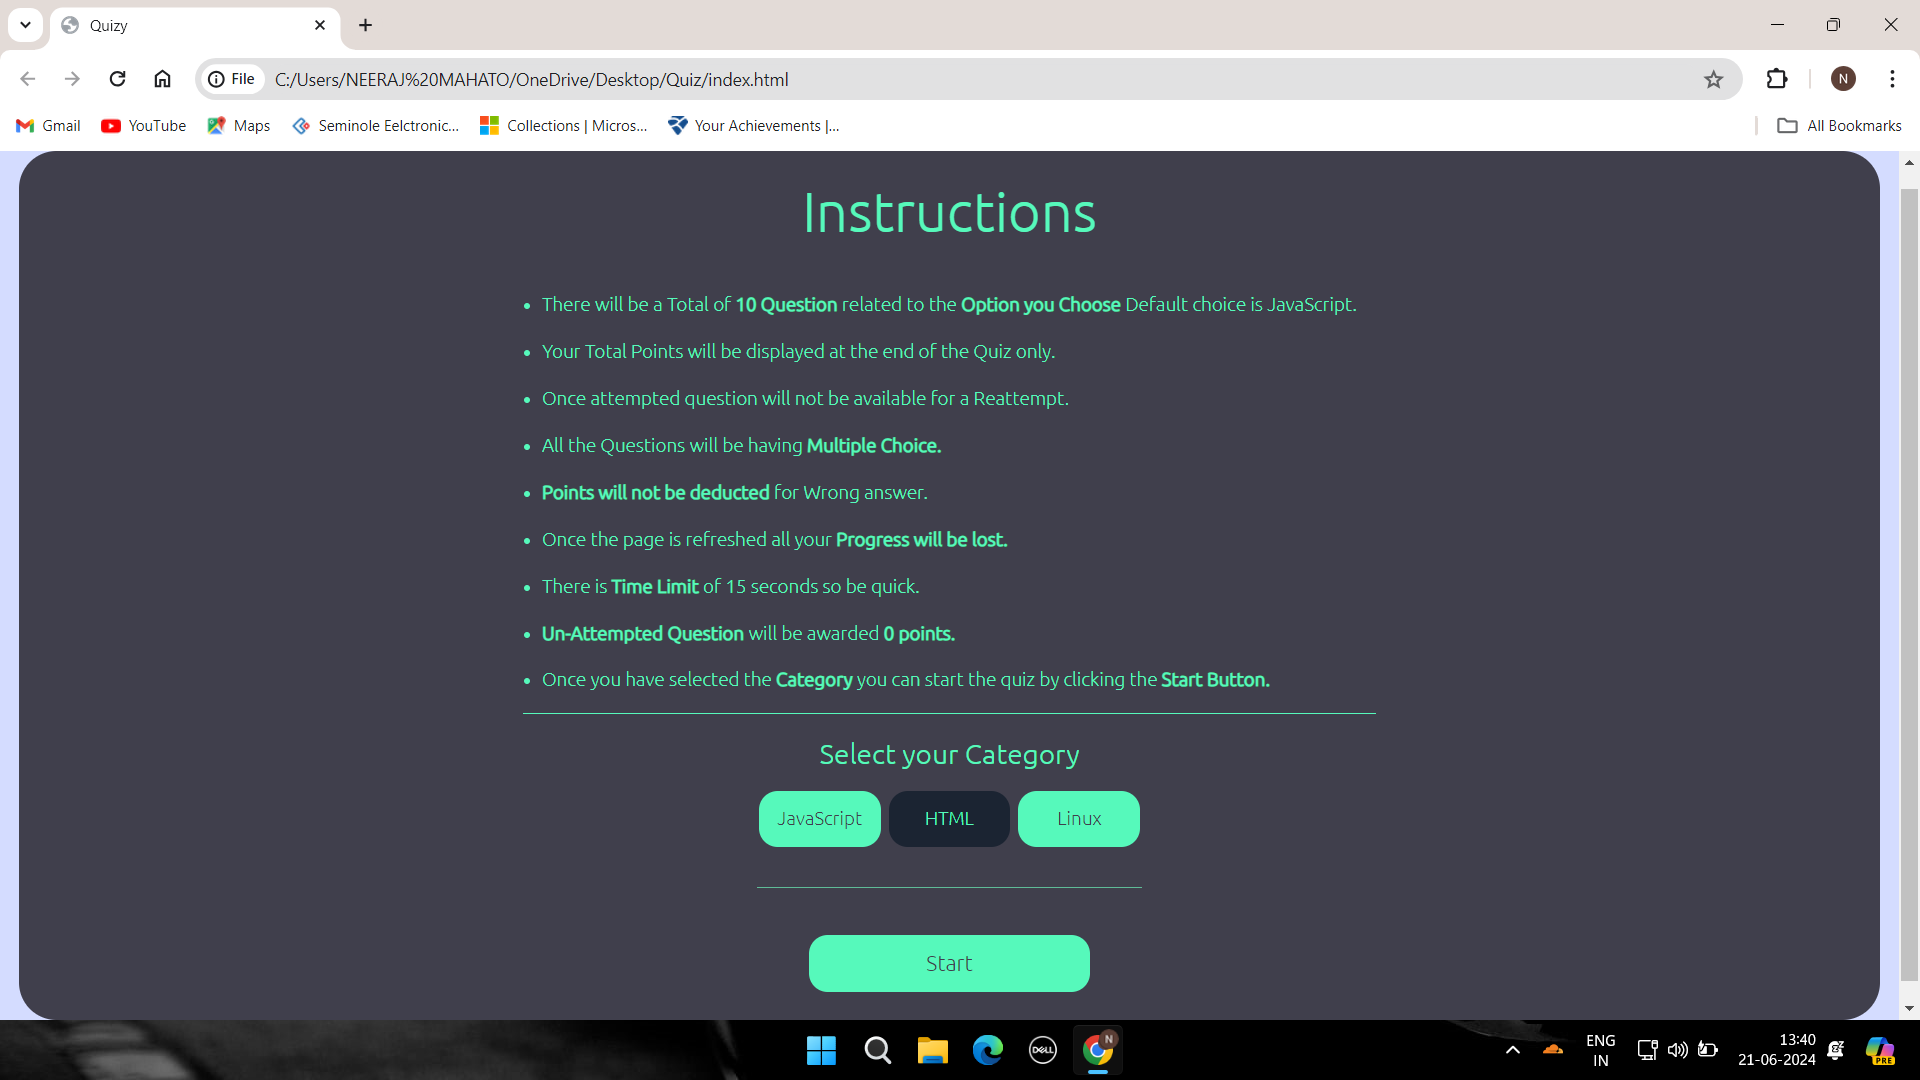 Quizy
File
C:/Users/NEERAJ%20MAHATO/OneDrive/Desktop/Quiz/index.html
N
Gmail
YouTube
Maps
Seminole Eelctronic...
Collections | Micros...
Your Achievements |...
All Bookmarks
Instructions
There will be a Total of 10 Question related to the Option you Choose Default choice is JavaScript.
Your Total Points will be displayed at the end of the Quiz only.
Once attempted question will not be available for a Reattempt.
All the Questions will be having Multiple Choice.
Points will not be deducted for Wrong answer.
Once the page is refreshed all your Progress will be lost.
There is Time Limit of 15 seconds so be quick.
Un-Attempted Question will be awarded 0 points.
Once you have selected the Category you can start the quiz by clicking the Start Button.
Select your Category
JavaScript HTML Linux
Start
DELL
N
ENG
IN
13:40
21-06-2024
PRE